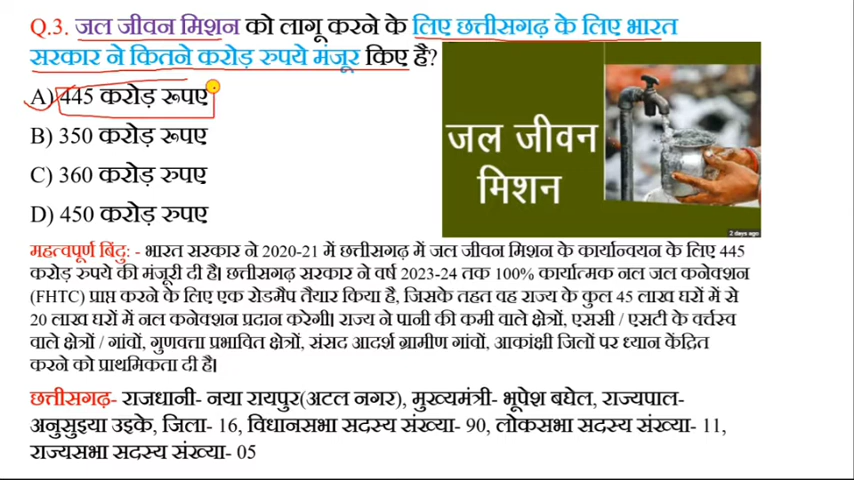 Q.3. जल जीवन मिशन को लागू करने के लिए छत्तीसगढ़ के लिए भारत
सरकार ने कितने करोड़ रुपये मंजूर किए है?
A) 445 करोड़ रूपए
B) 350 करोड़ रुपए
C) 360 करोड़ रुपए
D) 450 करोड़ रुपए
जल जीवन
मिशन
2 days ago
महत्वपूर्ण बिंदु: - भारत सरकार ने 2020-21 में छत्तीसगढ़ में जल जीवन मिशन के कार्यान्वयन के लिए 445
करोड़ रुपये की मंजूरी दी है। छत्तीसगढ़ सरकार ने वर्ष 2023-24 तक 100% कार्यात्मक नल जल कनेक्शन
(FHTC) प्राप्त करने के लिए एक रोडमैप तैयार किया है, जिसके तहत वह राज्य के कुल 45 लाख घरों में से
20 लाख घरों में नल कनेक्शन प्रदान करेगी। राज्य ने पानी की कमी वाले क्षेत्रों, एससी / एसटी के वर्चस्व
वाले क्षेत्रों / गांवों, गुणवत्ता प्रभावित क्षेत्रों, संसद आदर्श ग्रामीण गांवों, आकांक्षी जिलों पर ध्यान केंद्रित
करने को प्राथमिकता दी है।
छत्तीसगढ़- राजधानी- नया रायपुर(अटल नगर), मुख्यमंत्री- भूपेश बघेल, राज्यपाल-
अनुसुइया उइके, जिला- 16, विधानसभा सदस्य संख्या- 90, लोकसभा सदस्य संख्या- 11,
राज्यसभा सदस्य संख्या- 05